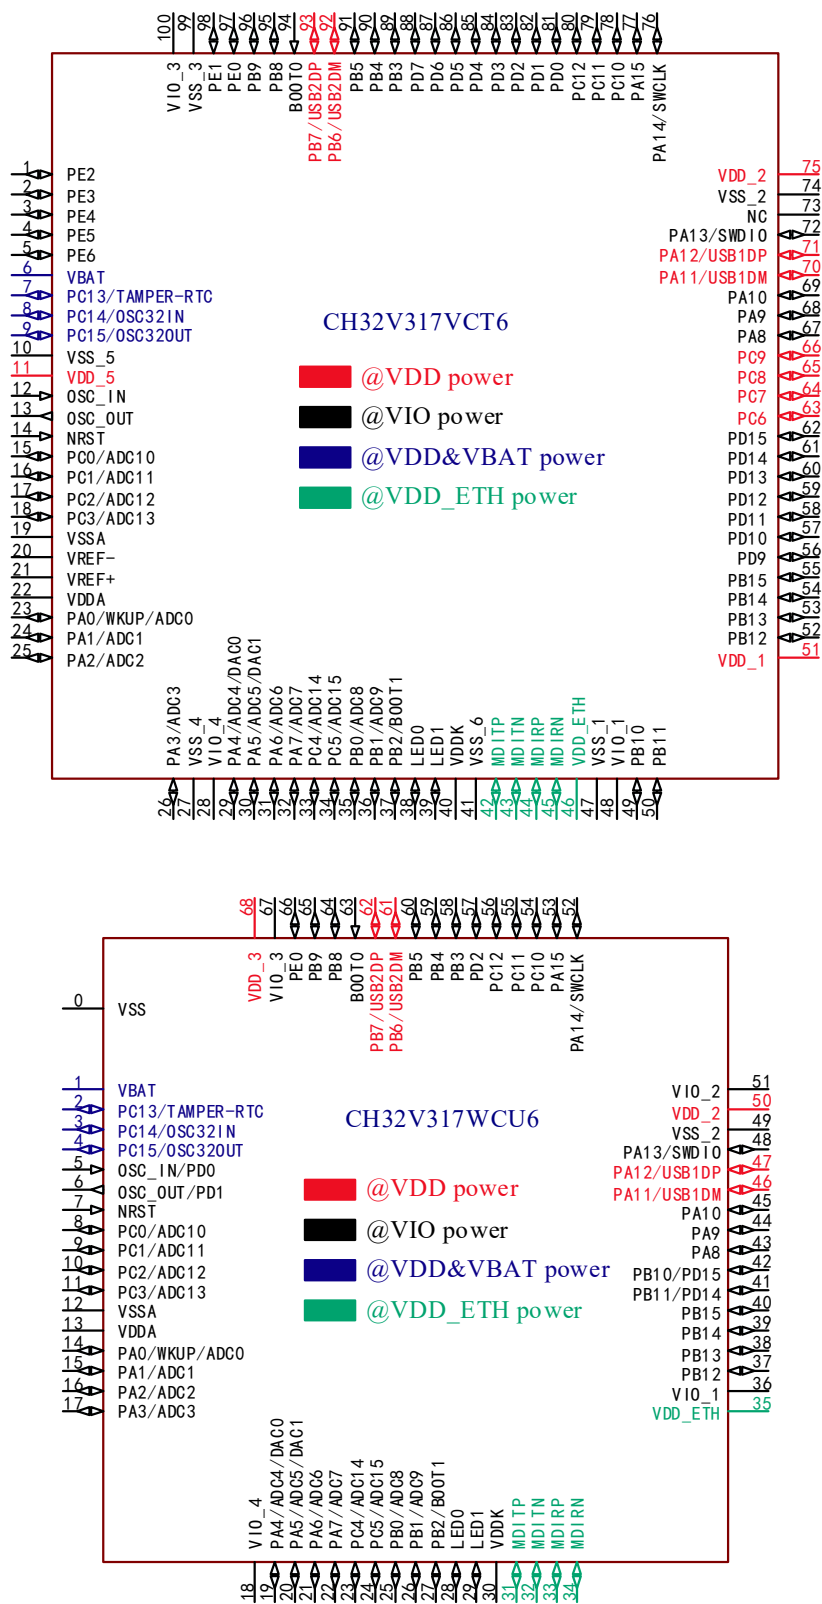 100 99 98 97 96 95 94 93 92 91 90 89 88 87 86 85 84 83 82 81 80 79 78 77 76
VIO_3
VSS_3
PE1
PE0
PB9
PB8
BOOT0
PB7/USB2DP
PB6/USB2DM
PB5
PB4
PB3
PD7
PD6
PD5
PD4
PD3
PD2
PD1
PD0
PC12
PC11
PC10
PA15
PA14/SWCLK
1 PE2
2 PE3
3 PE4
4 PE5
5 PE6
6 VBAT
7 PC13/TAMPER-RTC
8 PC14/OSC32IN
9 PC15/OSC32OUT
10 VSS_5
11 VDD_5
12 OSC_IN
13 OSC_OUT
14 NRST
15 PC0/ADC10
16 PC1/ADC11
17 PC2/ADC12
18 PC3/ADC13
19 VSSA
20 VREF-
21 VREF+
22 VDDA
23 PA0/WKUP/ADC0
24 PA1/ADC1
25 PA2/ADC2
CH32V317VCT6
@VDD power
@VIO power
@VDD&VBAT power
@VDD_ETH power
VDD_2 75
VSS_2 74
NC 73
PA13/SWDIO 72
PA12/USB1DP 71
PA11/USB1DM 70
PA10 69
PA9 68
PA8 67
PC9 66
PC8 65
PC7 64
PC6 63
PD15 62
PD14 61
PD13 60
PD12 59
PD11 58
PD10 57
PD9 56
PB15 55
PB14 54
PB13 53
PB12 52
VDD_1 51
PA3/ADC3
VSS_4
VIO_4
PA4/ADC4/DAC0
PA5/ADC5/DAC1
PA6/ADC6
PA7/ADC7
PC4/ADC14
PC5/ADC15
PB0/ADC8
PB1/ADC9
PB2/BOOT1
LED0
LED1
VDDK
VSS_6
MDITP
MDITN
MDIRP
MDIRN
VDD_ETH
VSS_1
VIO_1
PB10
PB11
26 27 28 29 30 31 32 33 34 35 36 37 38 39 40 41 42 43 44 45 46 47 48 49 50
68 67 66 65 64 63 62 61 60 59 58 57 56 55 54 53 52
VDD_3
VIO_3
PE0
PB9
PB8
BOOT0
PB7/USB2DP
PB6/USB2DM
PB5
PB4
PB3
PD2
PC12
PC11
PC10
PA15
PA14/SWCLK
0 VSS
1 VBAT
2 PC13/TAMPER-RTC
3 PC14/OSC32IN
4 PC15/OSC32OUT
5 OSC_IN/PD0
6 OSC_OUT/PD1
7 NRST
8 PC0/ADC10
9 PC1/ADC11
10 PC2/ADC12
11 PC3/ADC13
12 VSSA
13 VDDA
14 PA0/WKUP/ADC0
15 PA1/ADC1
16 PA2/ADC2
17 PA3/ADC3
CH32V317WCU6
@VDD power
@VIO power
@VDD&VBAT power
@VDD_ETH power
VIO_2 51
VDD_2 50
VSS_2 49
PA13/SWDIO 48
PA12/USB1DP 47
PA11/USB1DM 46
PA10 45
PA9 44
PA8 43
PB10/PD15 42
PB11/PD14 41
PB15 40
PB14 39
PB13 38
PB12 37
VIO_1 36
VDD_ETH 35
VIO_4
PA4/ADC4/DAC0
PA5/ADC5/DAC1
PA6/ADC6
PA7/ADC7
PC4/ADC14
PC5/ADC15
PB0/ADC8
PB1/ADC9
PB2/BOOT1
LED0
LED1
VDDK
MDITP
MDITN
MDIRP
MDIRN
18 19 20 21 22 23 24 25 26 27 28 29 30 31 32 33 34